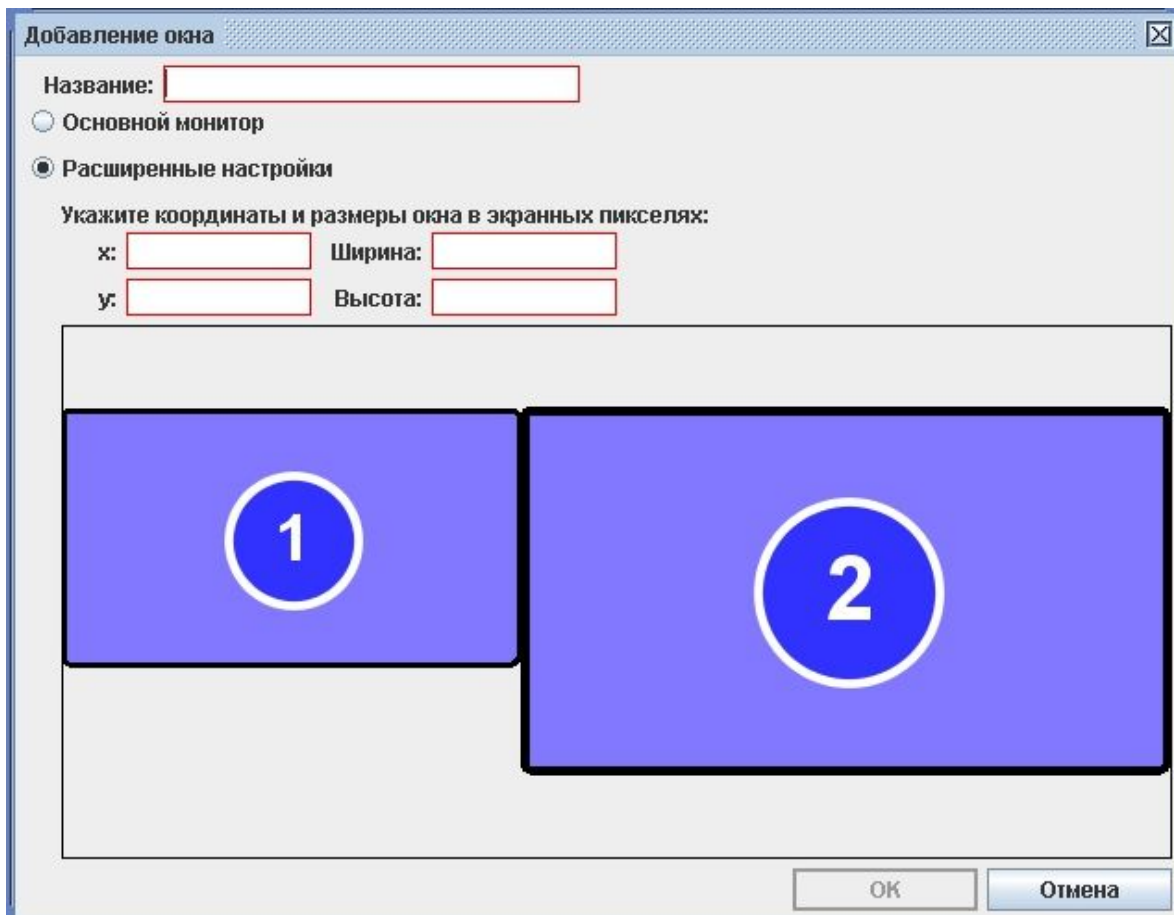 Добавление окна
Название:
Основной монитор
Расширенные настройки
Укажите координаты и размеры окна в экранных пикселях:
x: Ширина:
y: Высота:
1 2
OK Отмена